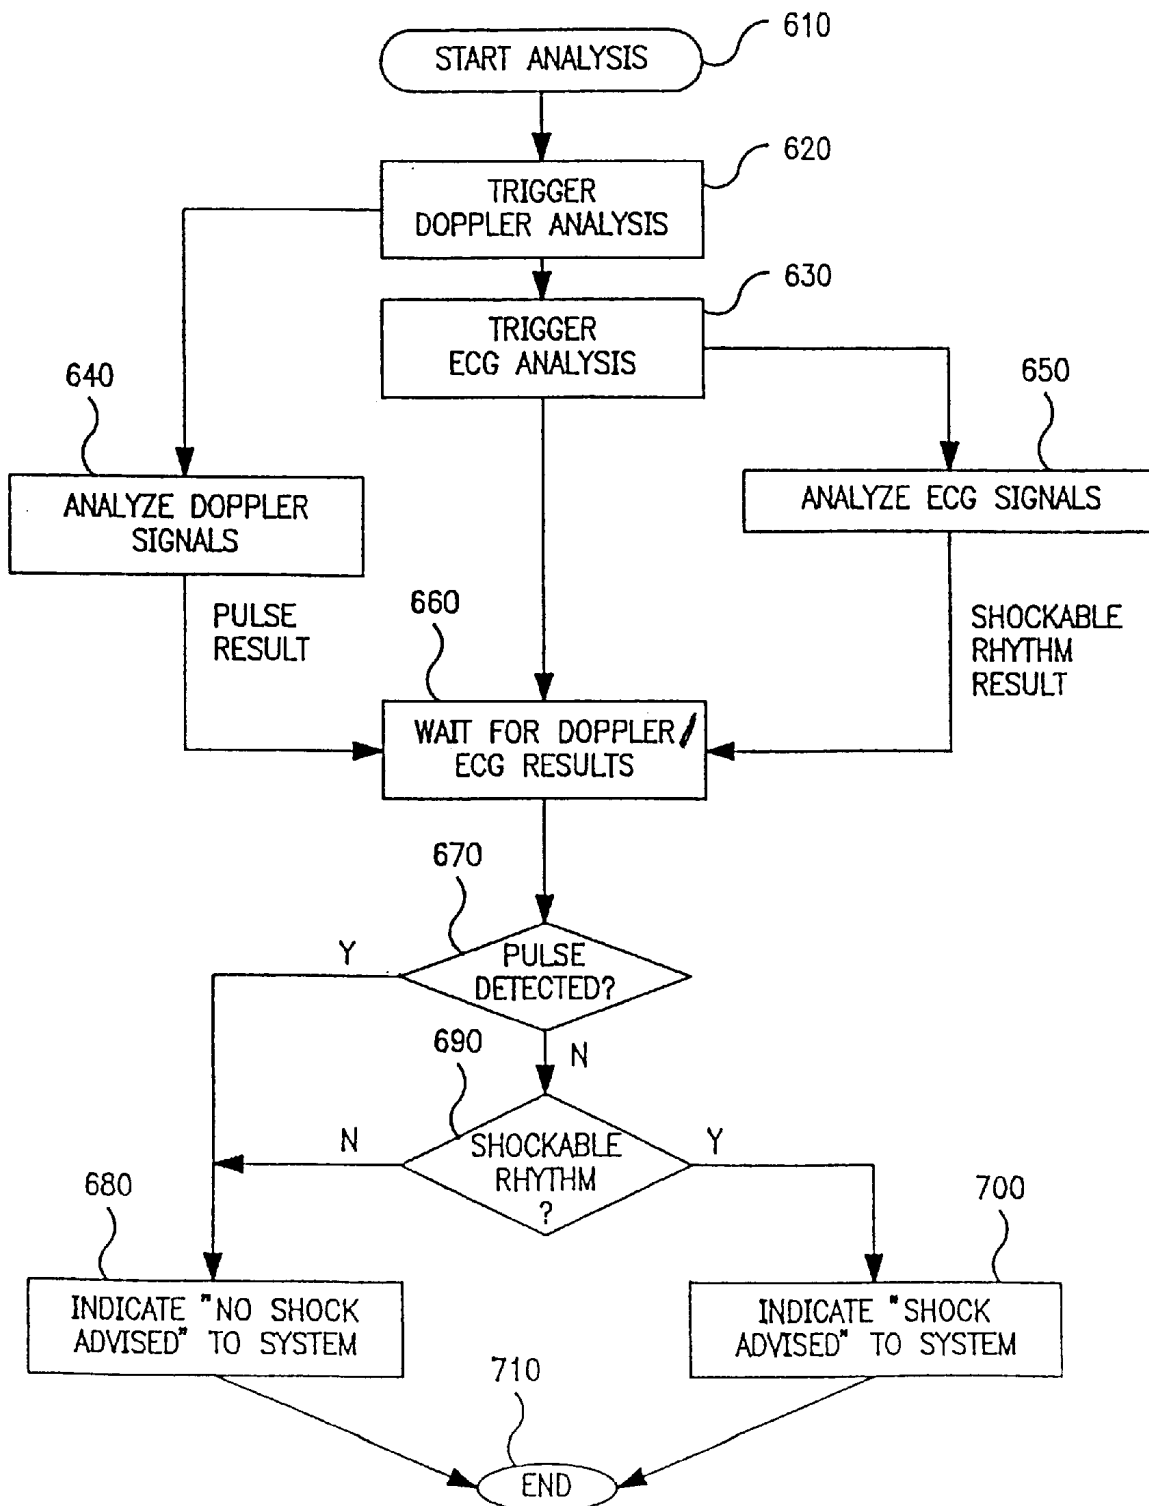 610
START ANALYSIS
620
TRIGGER
DOPPLER ANALYSIS
630
TRIGGER
ECG ANALYSIS
640
650
ANALYZE DOPPLER
SIGNALS
ANALYZE ECG SIGNALS
PULSE
RESULT
660
SHOCKABLE
RHYTHM
RESULT
WAIT FOR DOPPLER/
ECG RESULTS
670
Y
PULSE
DETECTED?
690
N
N
SHOCKABLE
RHYTHM
?
Y
680
700
INDICATE "NO SHOCK
ADVISED" TO SYSTEM
INDICATE "SHOCK
ADVISED" TO SYSTEM
710
END